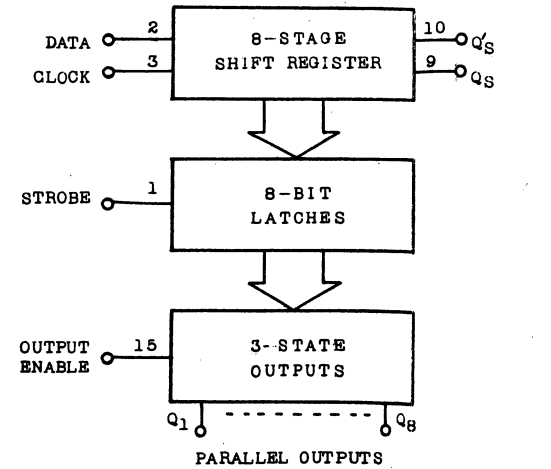 DATA 2 8-STAGE 10 Q'S
CLOCK 3 SHIFT REGISTER 9 QS
STROBE 1 8-BIT
LATCHES
OUTPUT 15 3-STATE
ENABLE OUTPUTS
Q1 Q8
PARALLEL OUTPUTS